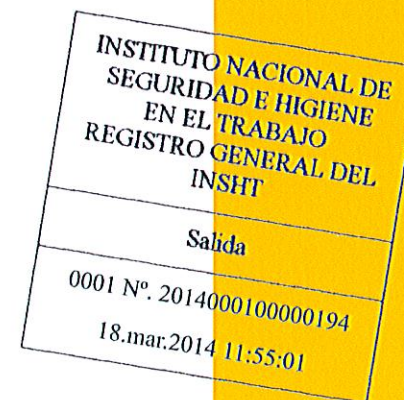 INSTITUTO NACIONAL DE
SEGURIDAD E HIGIENE
EN EL TRABAJO
REGISTRO GENERAL DEL
INSHT
Salida
0001 Nº. 2014000100000194
18.mar.2014 11:55:01